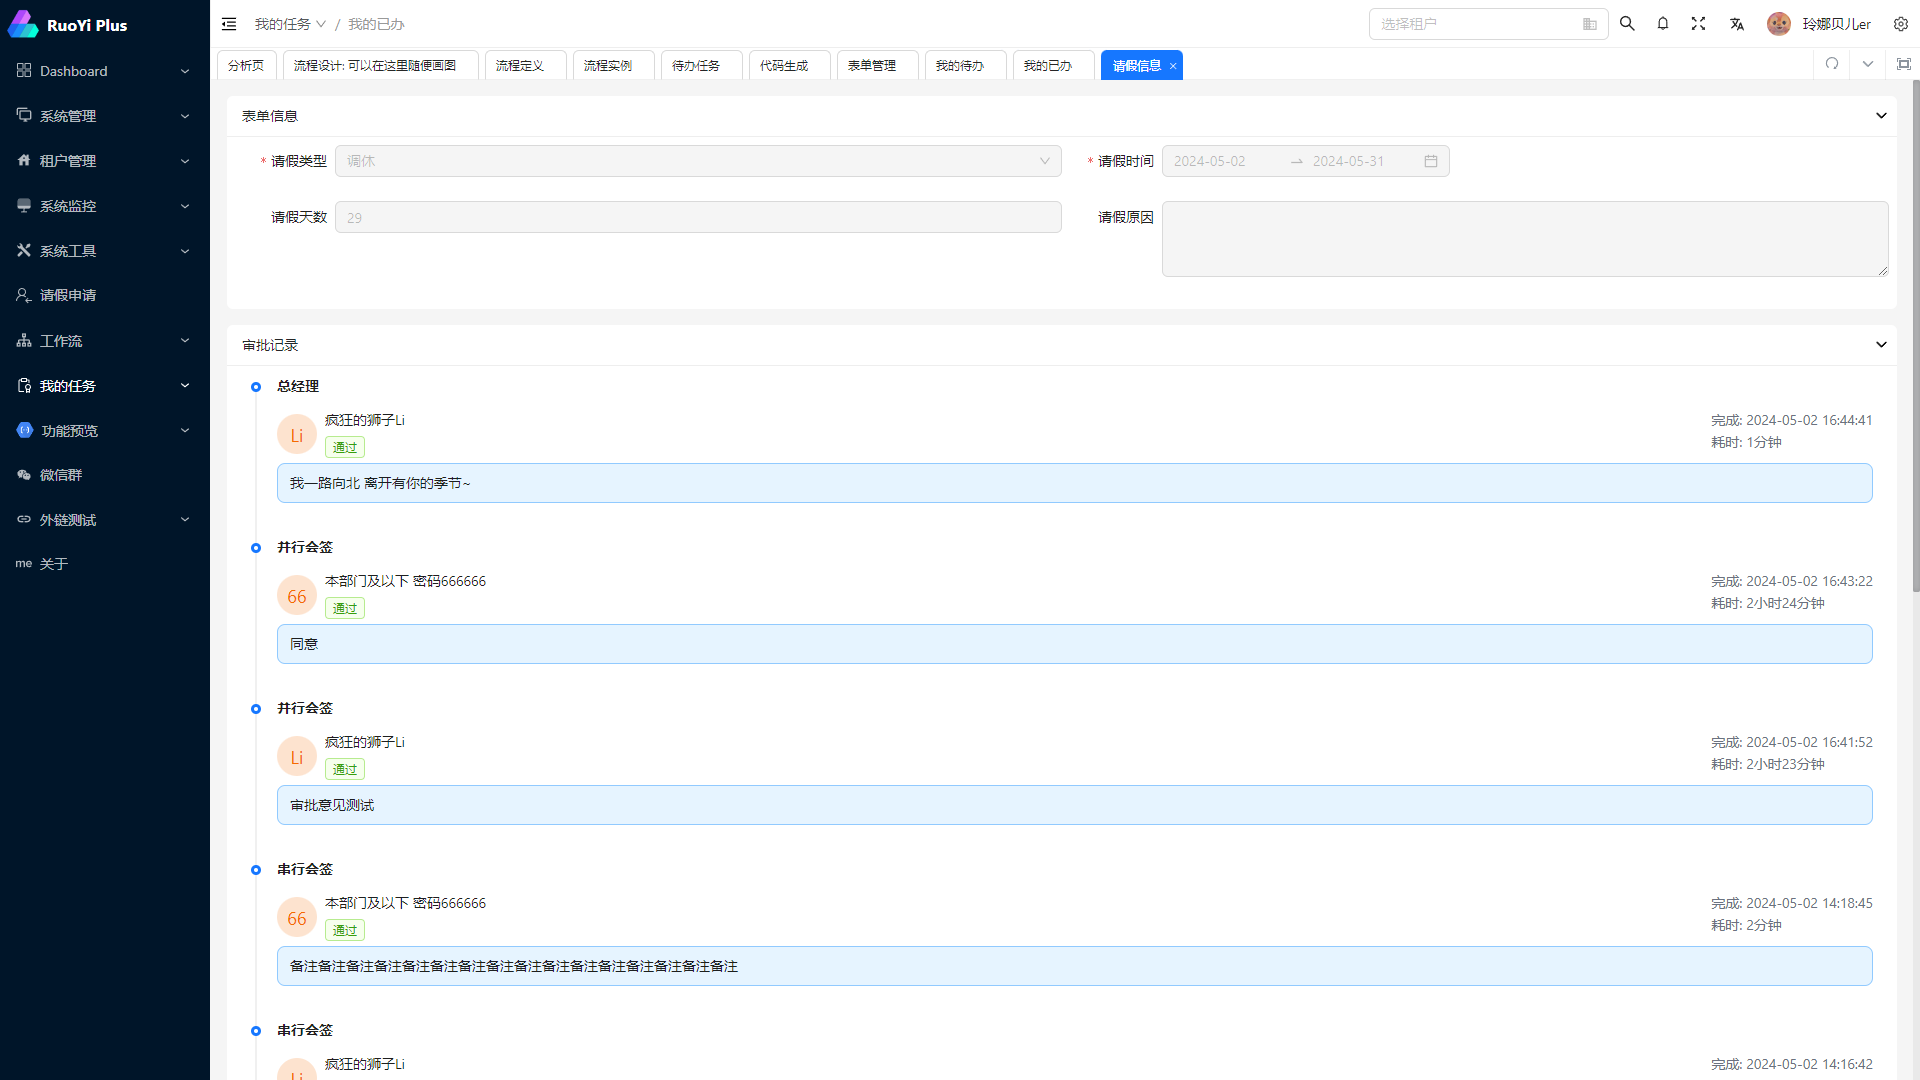 RuoYi Plus
Dashboard
系统管理
租户管理
系统监控
系统工具
请假申请
工作流
我的任务
功能预览
微信群
外链测试
me 关于
我的任务 / 我的已办
选择租户
玲娜贝儿er
分析页 流程设计: 可以在这里随便画图 流程定义 流程实例 待办任务 代码生成 表单管理 我的待办 我的已办 请假信息
表单信息
* 请假类型 调休
* 请假时间 2024-05-02 → 2024-05-31
请假天数 29
请假原因
审批记录
总经理
Li 疯狂的狮子Li
通过
完成: 2024-05-02 16:44:41
耗时: 1分钟
我一路向北 离开有你的季节~
并行会签
66 本部门及以下 密码666666
通过
完成: 2024-05-02 16:43:22
耗时: 2小时24分钟
同意
并行会签
Li 疯狂的狮子Li
通过
完成: 2024-05-02 16:41:52
耗时: 2小时23分钟
审批意见测试
串行会签
66 本部门及以下 密码666666
通过
完成: 2024-05-02 14:18:45
耗时: 2分钟
备注备注备注备注备注备注备注备注备注备注备注备注备注备注备注备注
串行会签
Li 疯狂的狮子Li
完成: 2024-05-02 14:16:42